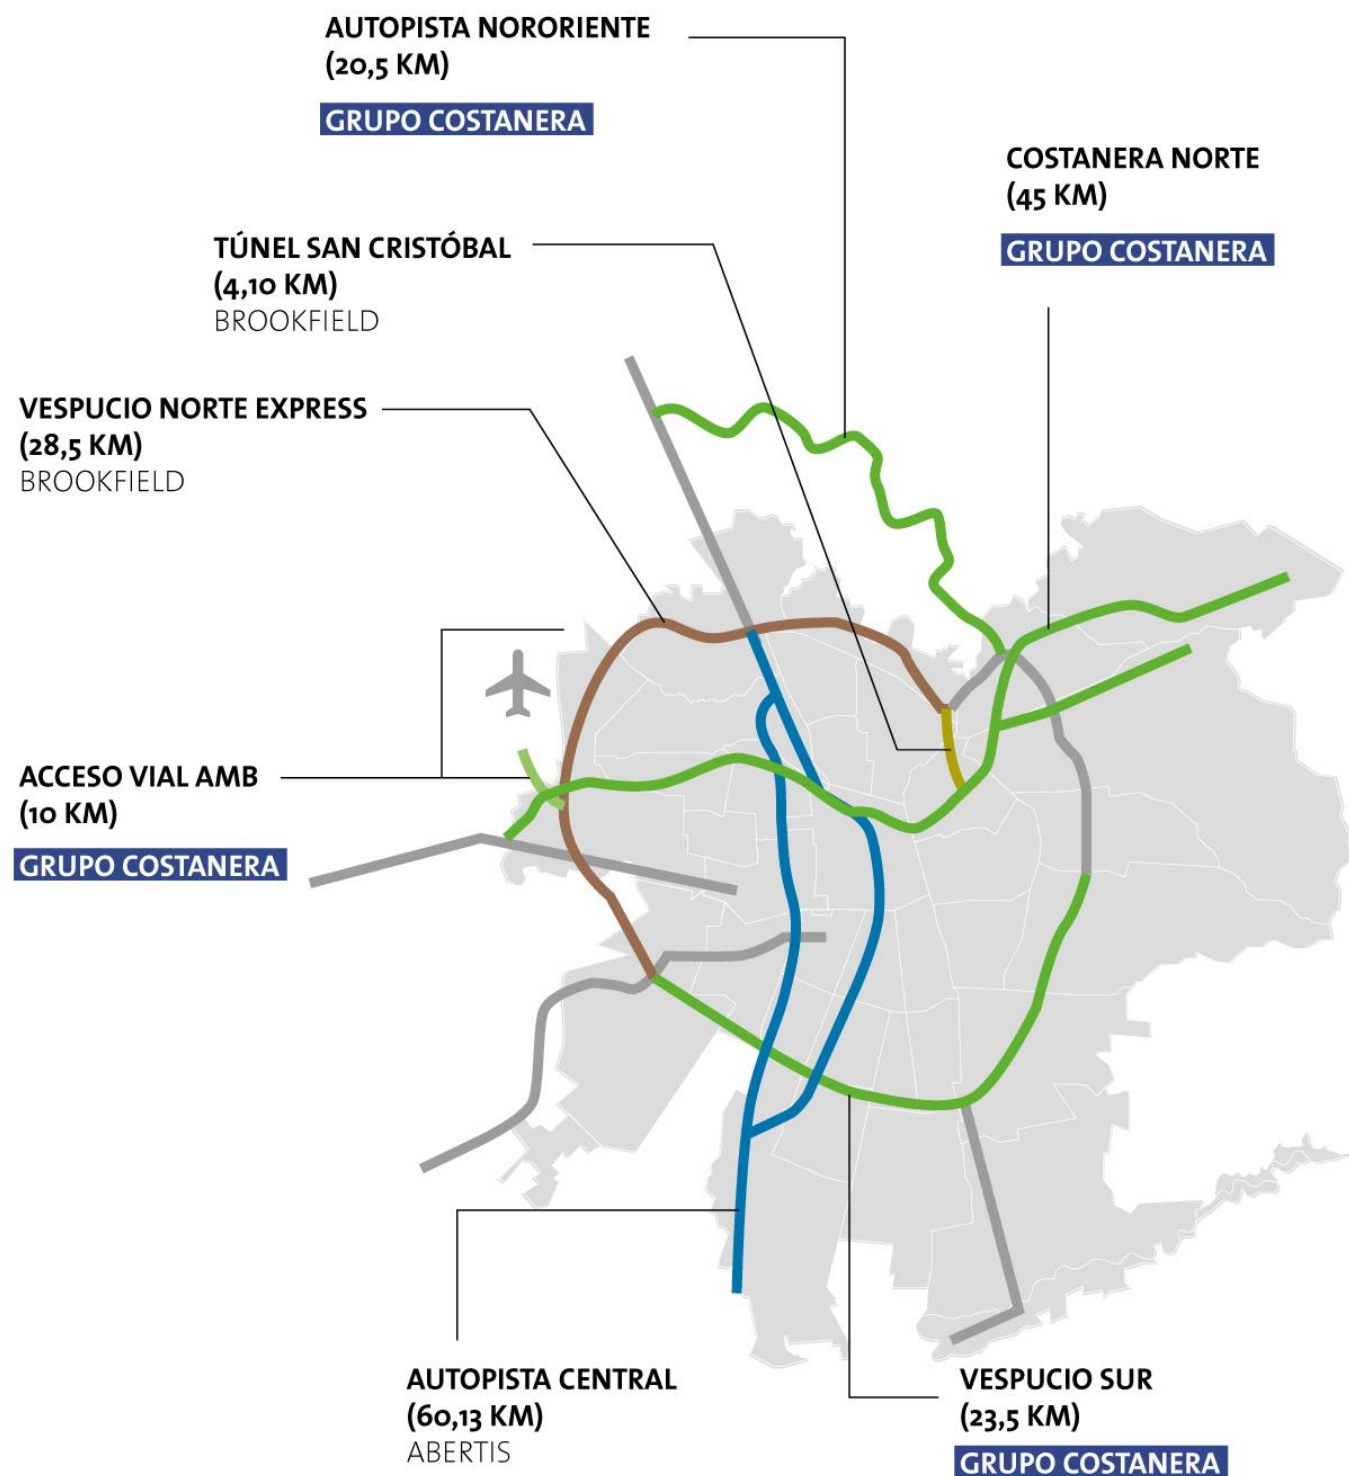 AUTOPISTA NORORIENTE
(20,5 KM)
GRUPO COSTANERA
COSTANERA NORTE
(45 KM)
GRUPO COSTANERA
TÚNEL SAN CRISTÓBAL
(4,10 KM)
BROOKFIELD
VESPUCIO NORTE EXPRESS
(28,5 KM)
BROOKFIELD
ACCESO VIAL AMB
(10 KM)
GRUPO COSTANERA
AUTOPISTA CENTRAL
(60,13 KM)
ABERTIS
VESPUCIO SUR
(23,5 KM)
GRUPO COSTANERA